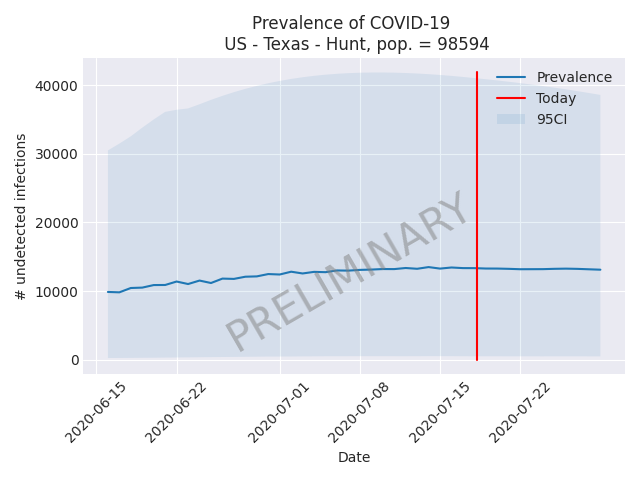 Prevalence of COVID-19
US - Texas - Hunt, pop. = 98594
Prevalence
Today
95CI
# undetected infections
40000
30000
20000
10000
0
PRELIMINARY
2020-06-15
2020-06-22
2020-07-01
2020-07-08
2020-07-15
2020-07-22
Date